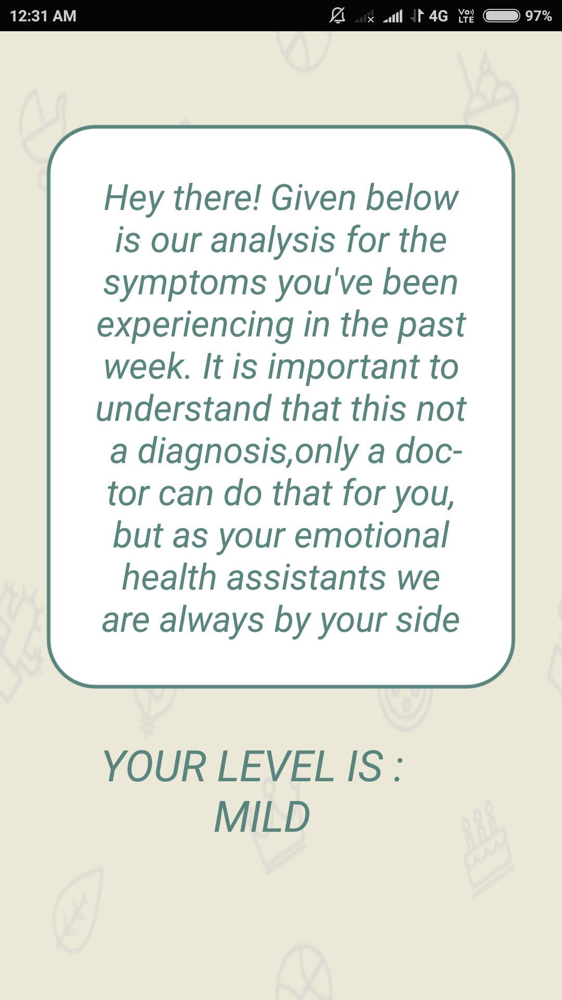 12:31 AM 4G VoLTE 97%
Hey there! Given below
is our analysis for the
symptoms you've been
experiencing in the past
week. It is important to
understand that this not
a diagnosis,only a doc-
tor can do that for you,
but as your emotional
health assistants we
are always by your side
YOUR LEVEL IS :
MILD